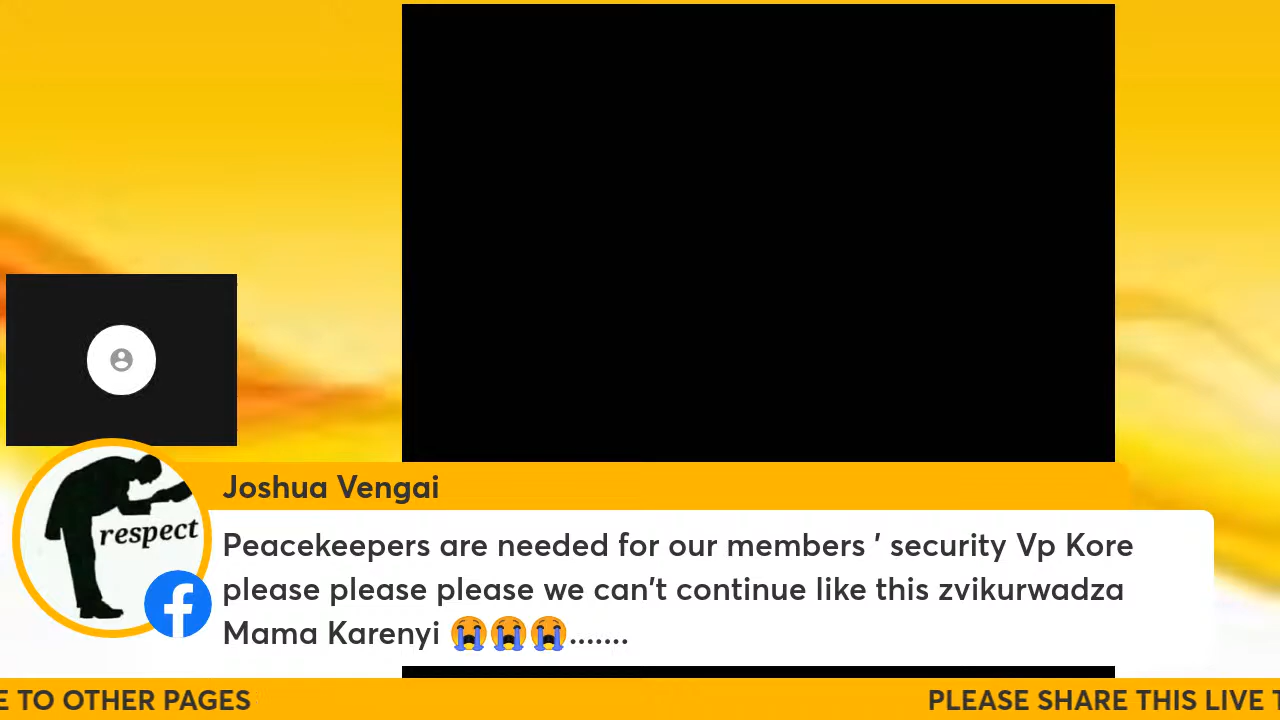 Joshua Vengai
respect
Peacekeepers are needed for our members ' security Vp Kore
please please please we can't continue like this zvikurwadza
Mama Karenyi 😭😭😭.......
E TO OTHER PAGES
PLEASE SHARE THIS LIVE T